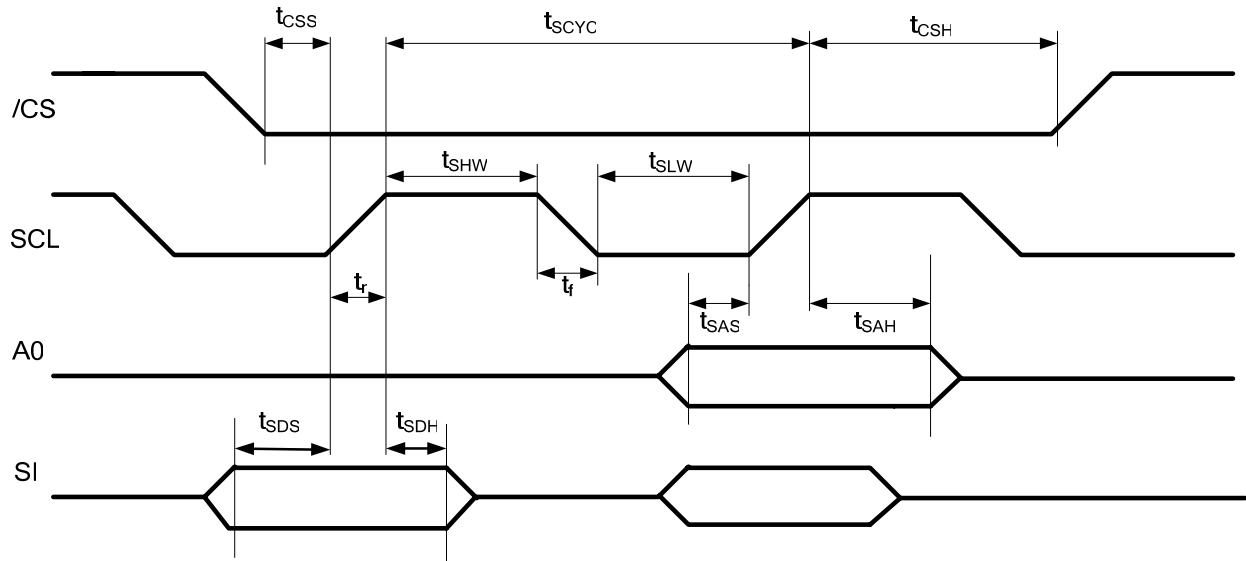 tCSS
tSCYC
tCSH
/CS
tSHW
tSLW
SCL
tr
tf
tSAS
tSAH
A0
tSDS
tSDH
SI